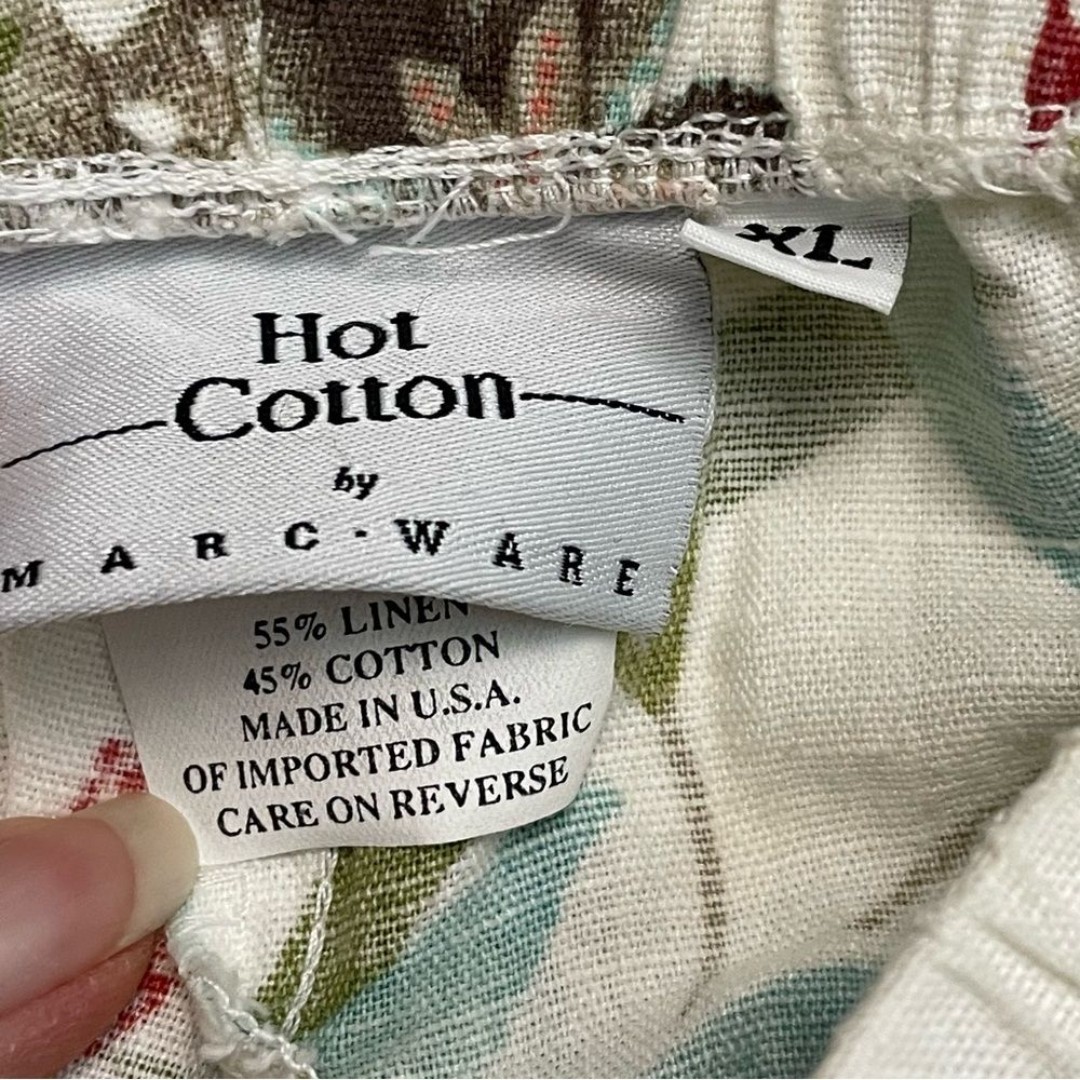 XL
Hot
Cotton
by
MARC·WARE
55% LINEN
45% COTTON
MADE IN U.S.A.
OF IMPORTED FABRIC
CARE ON REVERSE